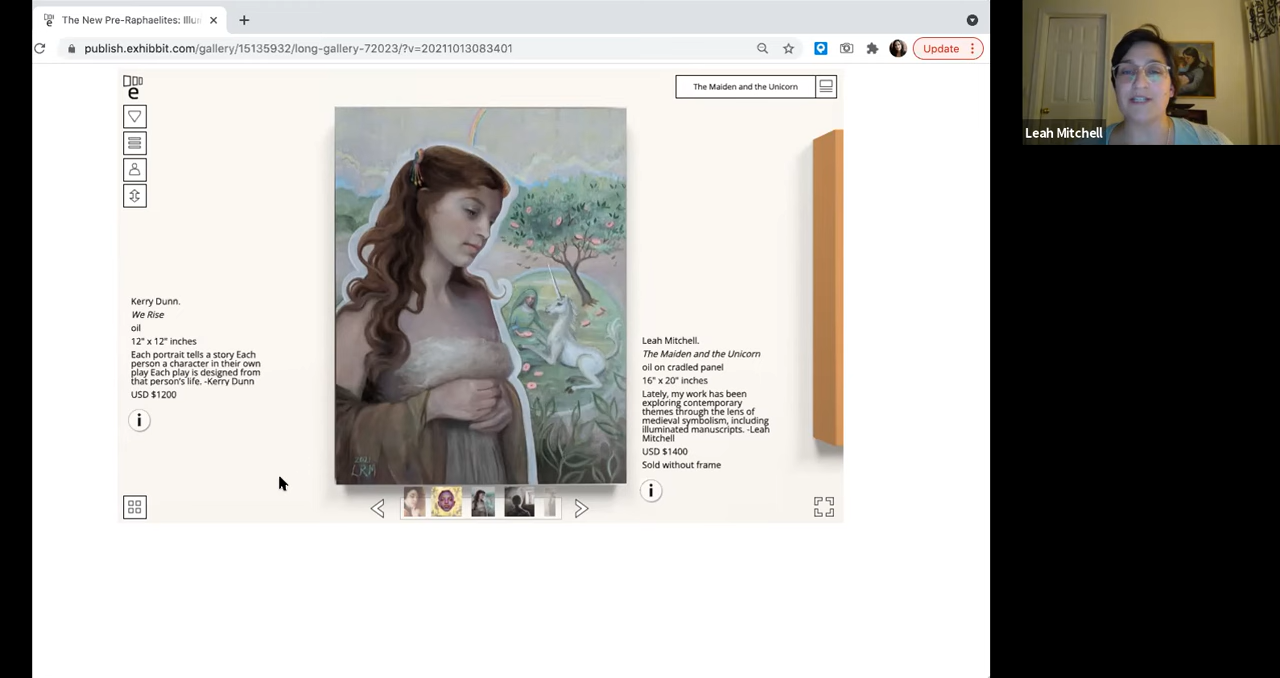 The New Pre-Raphaelites: Illu
publish.exhibbit.com/gallery/15135932/long-gallery-72023/?v=20211013083401
Update
Leah Mitchell
e
The Maiden and the Unicorn
Kerry Dunn.
We Rise
oil
12" x 12" inches
Each portrait tells a story Each
person a character in their own
play Each play is designed from
that person's life. -Kerry Dunn
USD $1200
i
2021
LRM
Leah Mitchell.
The Maiden and the Unicorn
oil on cradled panel
16" x 20" inches
Lately, my work has been
exploring contemporary
themes through the lens of
medieval symbolism, including
illuminated manuscripts. -Leah
Mitchell
USD $1400
Sold without frame
i